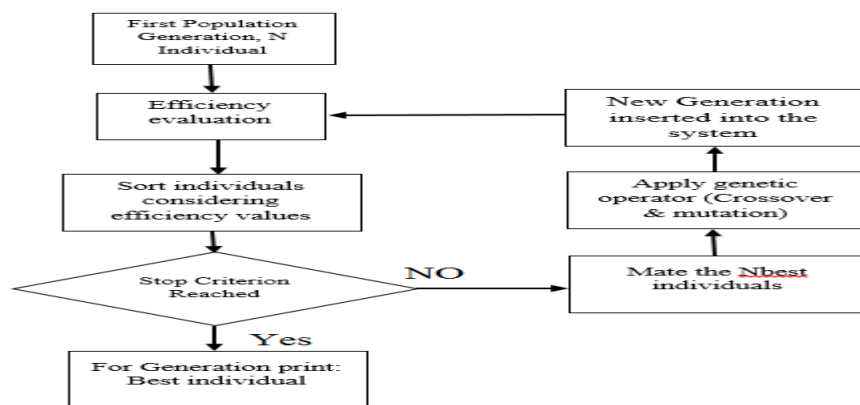 First Population
Generation, N
Individual
Efficiency
evaluation
Sort individuals
considering
efficiency values
Stop Criterion
Reached
NO
Yes
For Generation print:
Best individual
New Generation
inserted into the
system
Apply genetic
operator (Crossover
& mutation)
Mate the Nbest
individuals